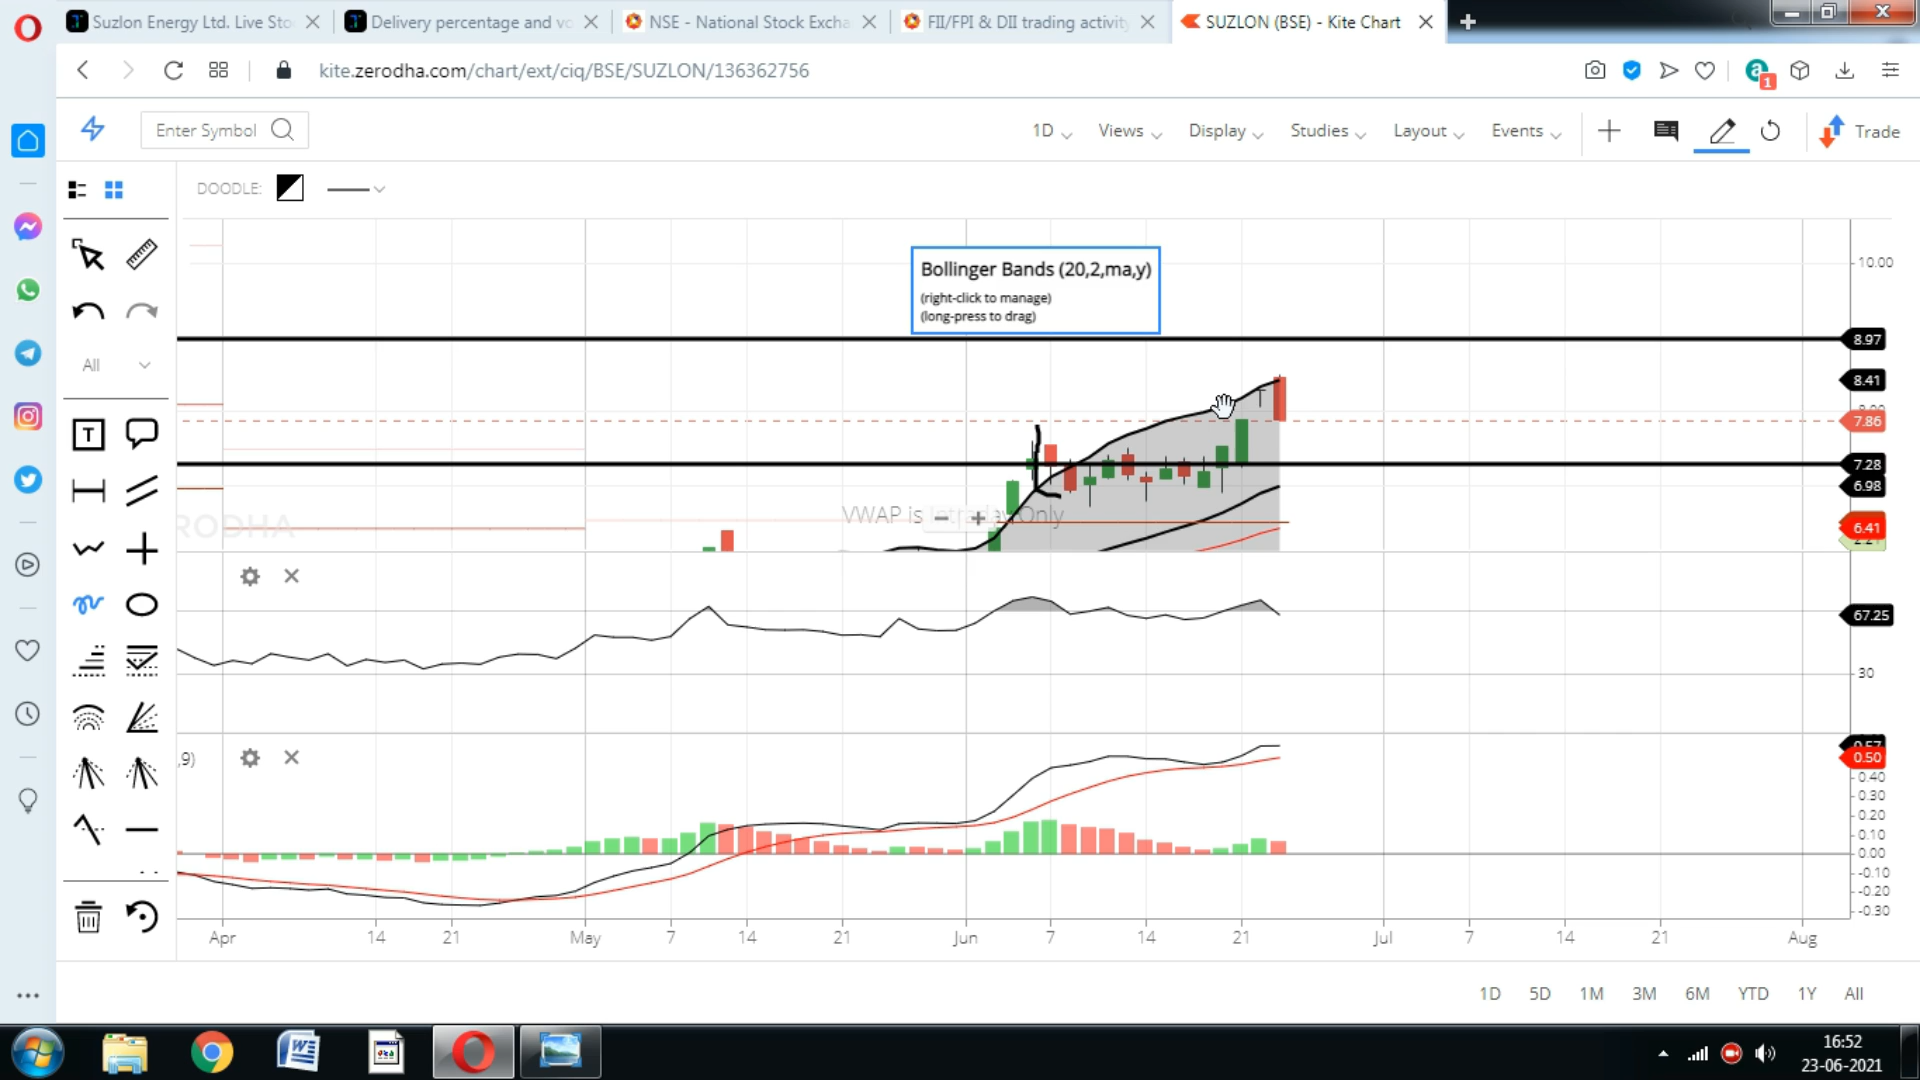 Suzlon Energy Ltd. Live Sto
Delivery percentage and vo
NSE - National Stock Excha
FII/FPI & DII trading activity
SUZLON (BSE) - Kite Chart
kite.zerodha.com/chart/ext/ciq/BSE/SUZLON/136362756
a
1
Enter Symbol
1D
Views
Display
Studies
Layout
Events
Trade
DOODLE:
All
T
Bollinger Bands (20,2,ma,y)
(right-click to manage)
(long-press to drag)
10.00
8.97
8.41
7.86
7.28
6.98
6.41
VWAP is Intraday Only
RODHA
67.25
30
,9)
0.50
0.40
0.30
0.20
0.10
0.00
-0.10
-0.20
-0.30
Apr
14
21
May
7
14
21
Jun
7
14
21
Jul
7
14
21
Aug
1D
5D
1M
3M
6M
YTD
1Y
All
16:52
23-06-2021